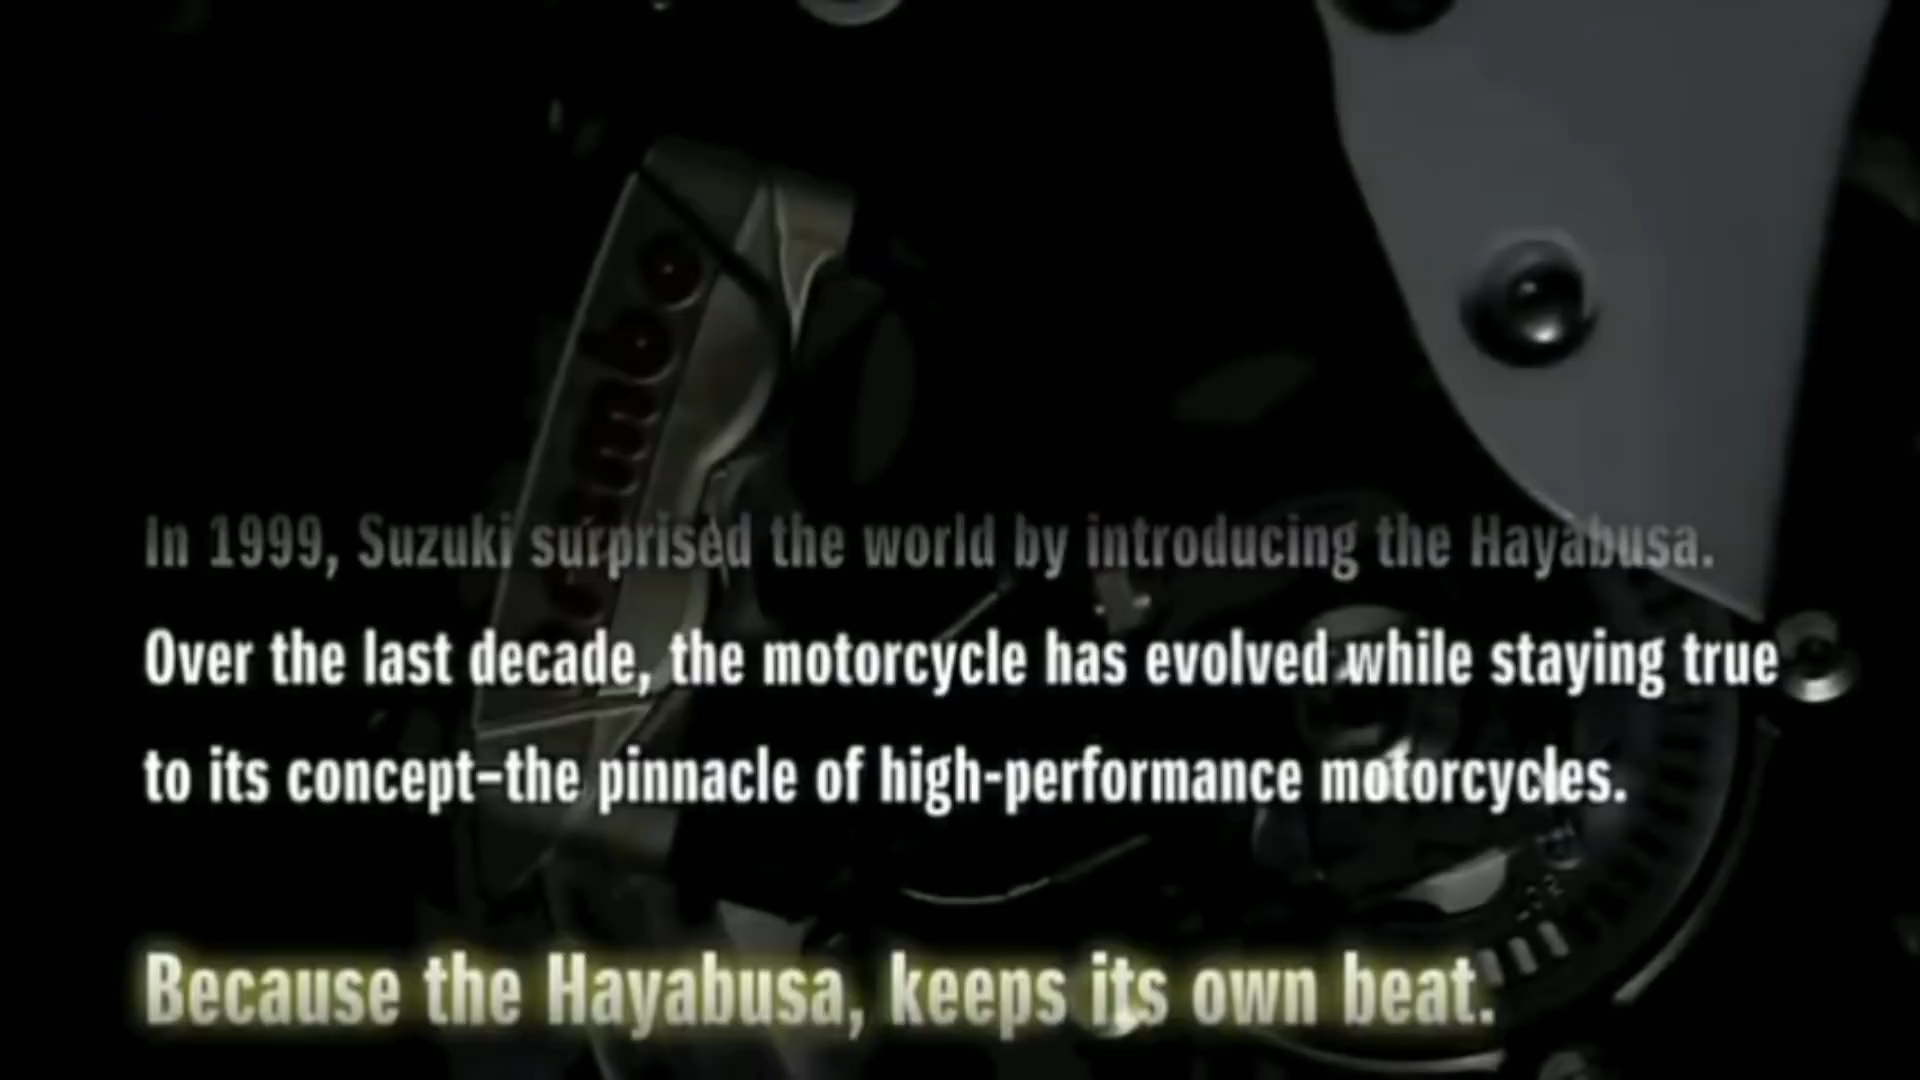 In 1999, Suzuki surprised the world by introducing the Hayabusa.
Over the last decade, the motorcycle has evolved while staying true
to its concept–the pinnacle of high-performance motorcycles.
Because the Hayabusa, keeps its own beat.